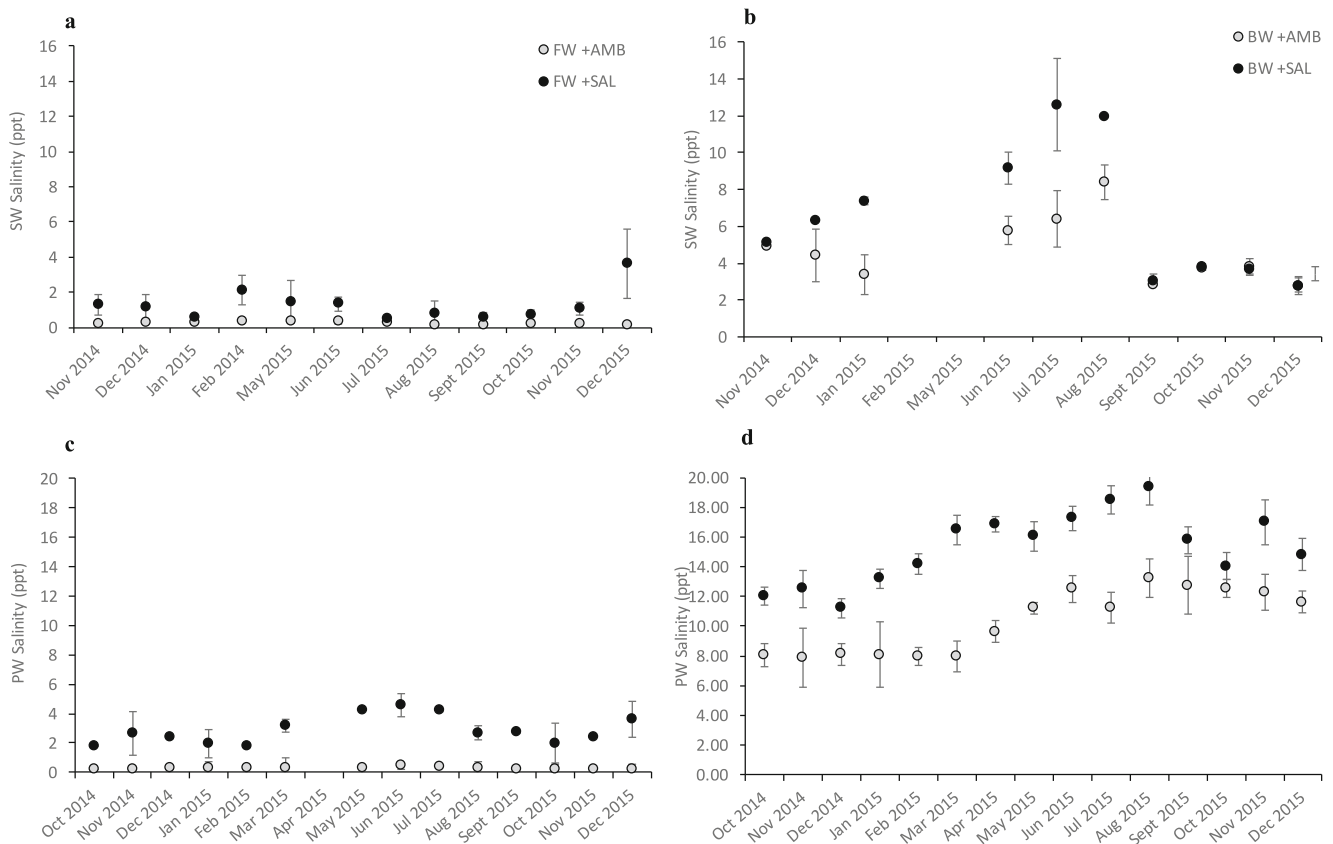 a
16
14
12
10
8
6
4
2
0
SW Salinity (ppt)
FW +AMB
FW +SAL
Nov 2014
Dec 2014
Jan 2015
Feb 2014
May 2015
Jun 2015
Jul 2015
Aug 2015
Sept 2015
Oct 2015
Nov 2015
Dec 2015
b
16
14
12
10
8
6
4
2
0
SW Salinity (ppt)
BW +AMB
BW +SAL
Nov 2014
Dec 2014
Jan 2015
Feb 2015
May 2015
Jun 2015
Jul 2015
Aug 2015
Sept 2015
Oct 2015
Nov 2015
Dec 2015
c
20
18
16
14
12
10
8
6
4
2
0
PW Salinity (ppt)
Oct 2014
Nov 2014
Dec 2014
Jan 2015
Feb 2015
Mar 2015
Apr 2015
May 2015
Jun 2015
Jul 2015
Aug 2015
Sept 2015
Oct 2015
Nov 2015
Dec 2015
d
20.00
18.00
16.00
14.00
12.00
10.00
8.00
6.00
4.00
2.00
0.00
PW Salinity (ppt)
Oct 2014
Nov 2014
Dec 2014
Jan 2015
Feb 2015
Mar 2015
Apr 2015
May 2015
Jun 2015
Jul 2015
Aug 2015
Sept 2015
Oct 2015
Nov 2015
Dec 2015